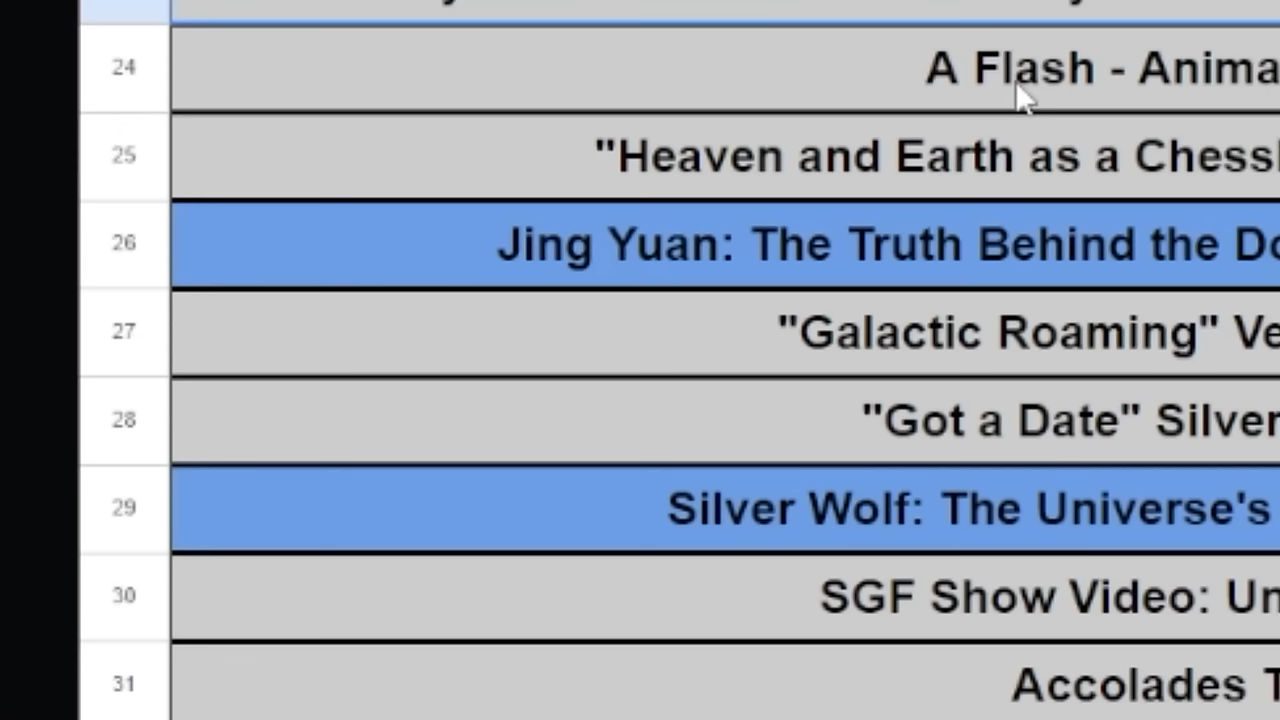 24 A Flash - Anima
25 "Heaven and Earth as a Chess
26 Jing Yuan: The Truth Behind the Do
27 "Galactic Roaming" Ve
28 "Got a Date" Silver
29 Silver Wolf: The Universe's
30 SGF Show Video: Un
31 Accolades T